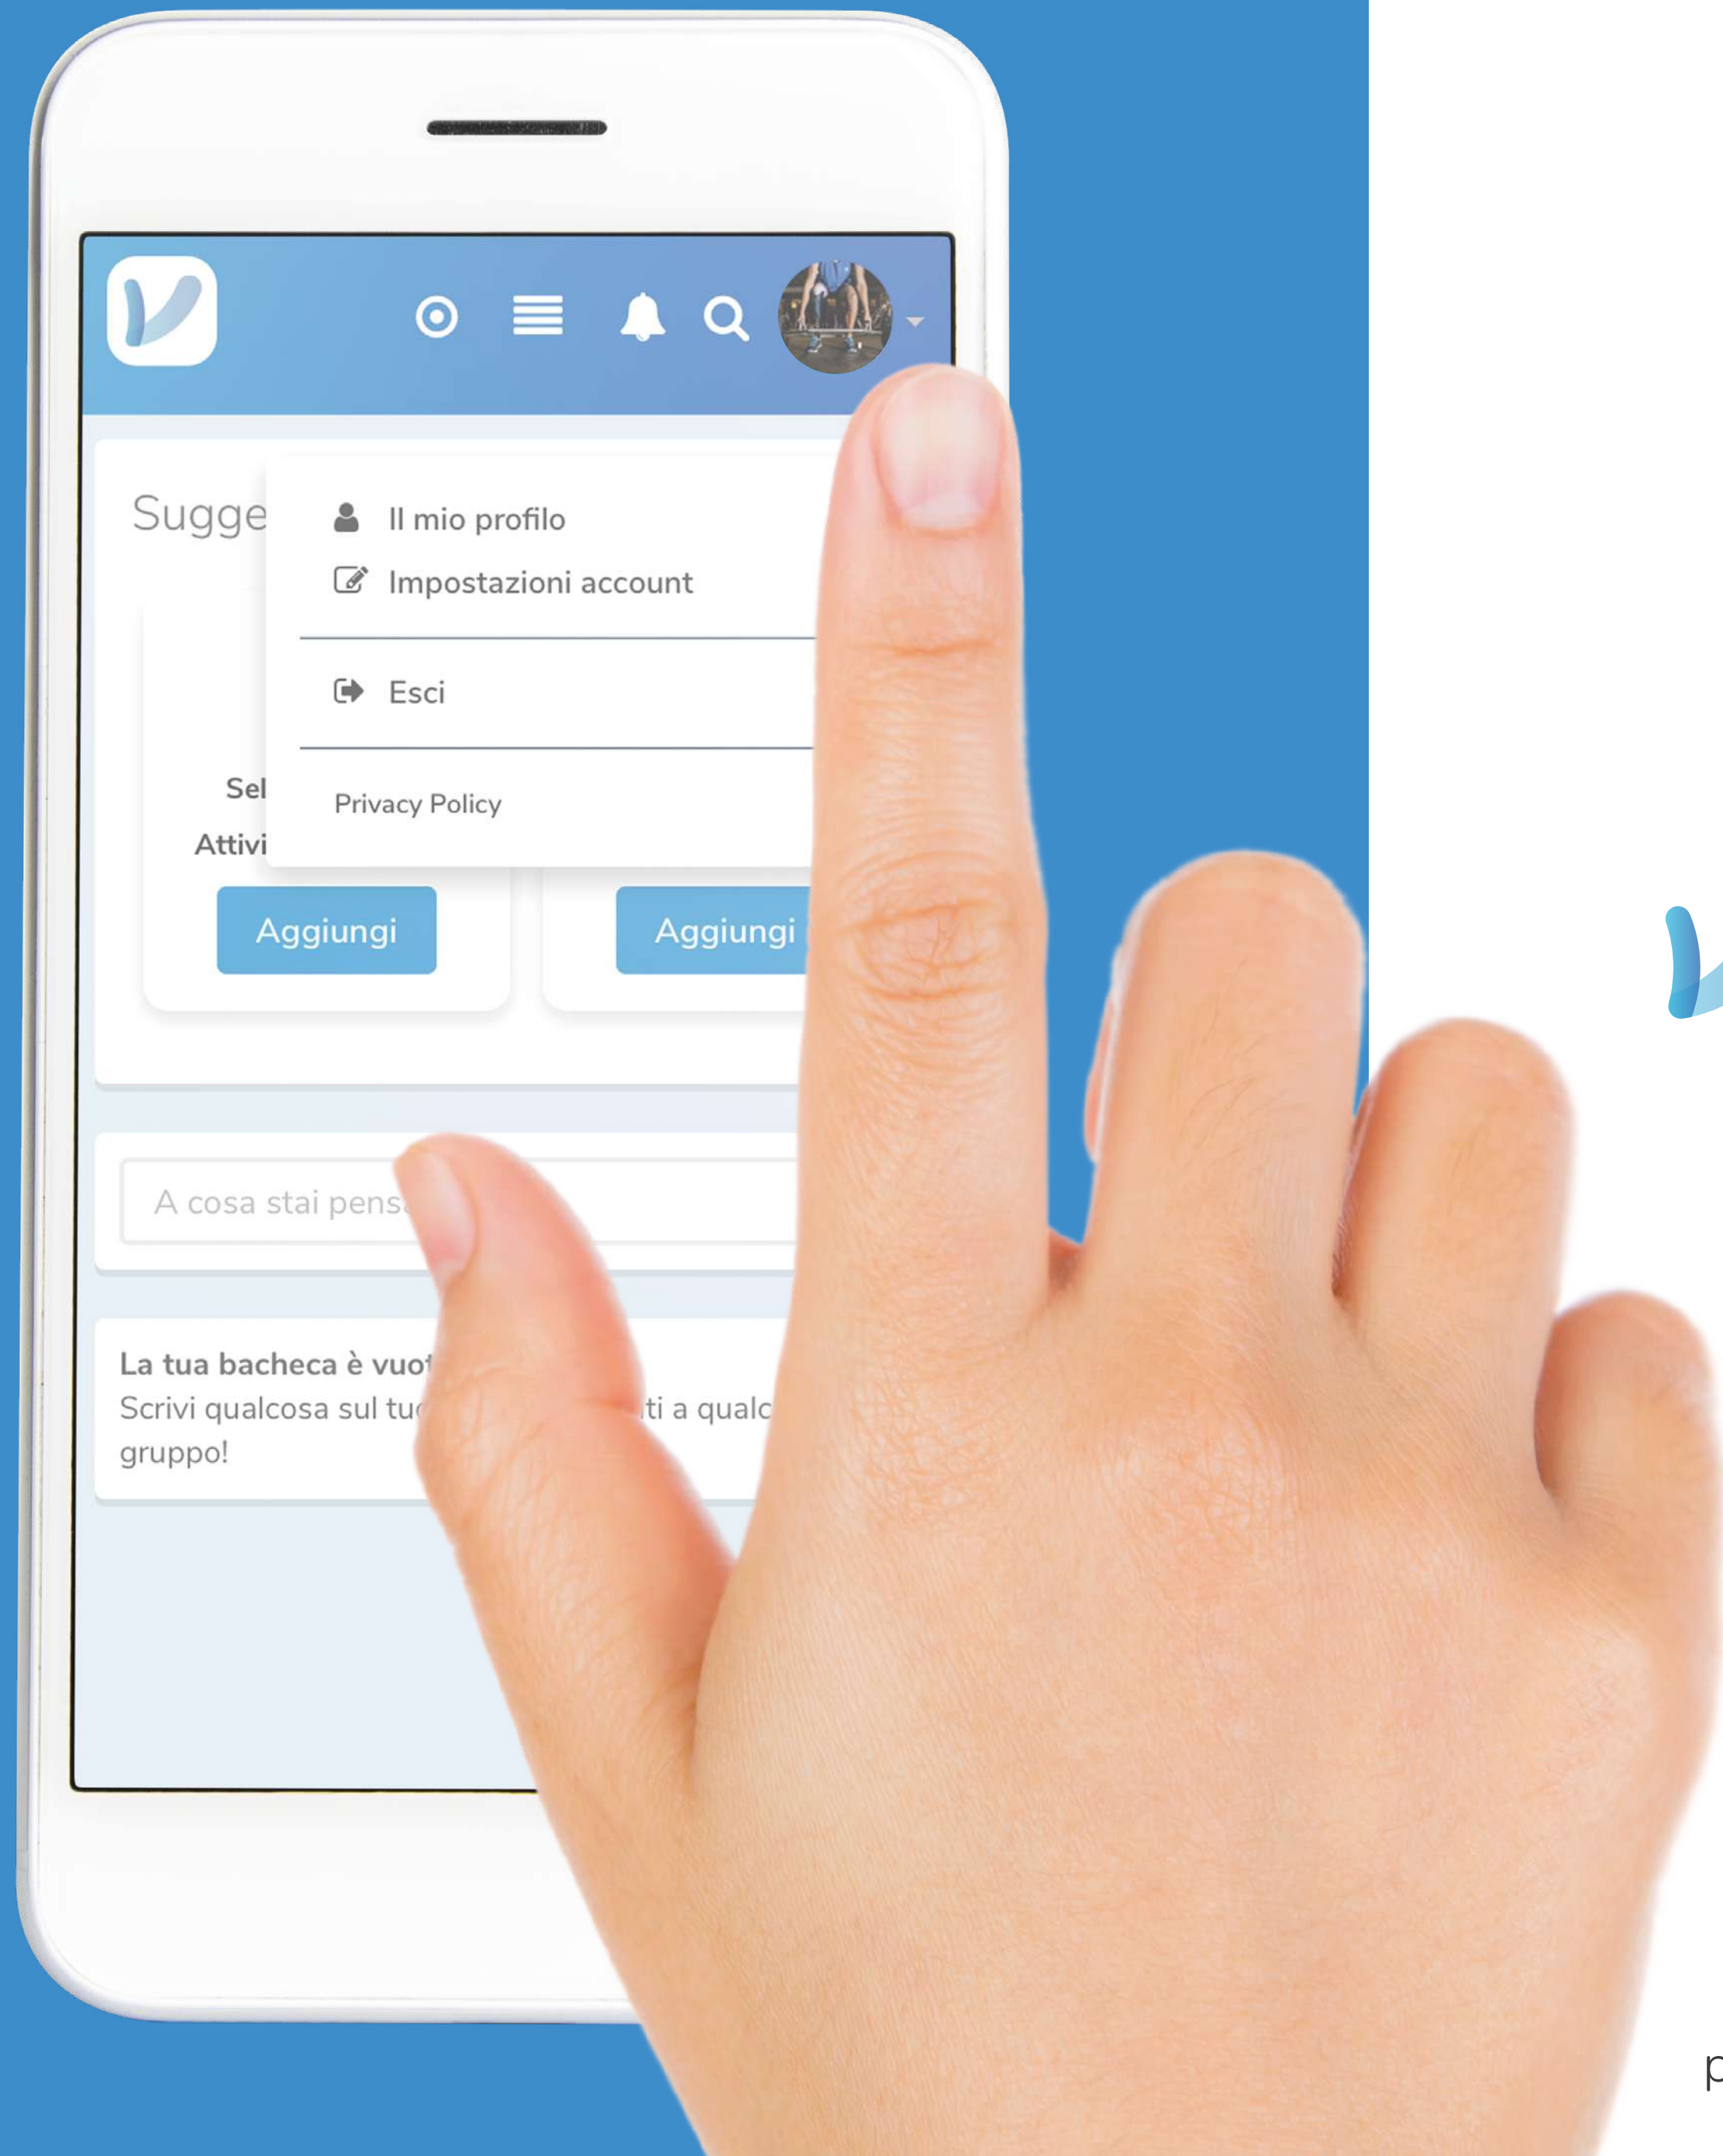 Sugge
Il mio profilo
Impostazioni account
Esci
Sel
Privacy Policy
Attivi
Aggiungi
Aggiungi
A cosa stai pens
La tua bacheca è vuot
Scrivi qualcosa sul tu ti a qualc
gruppo!
p